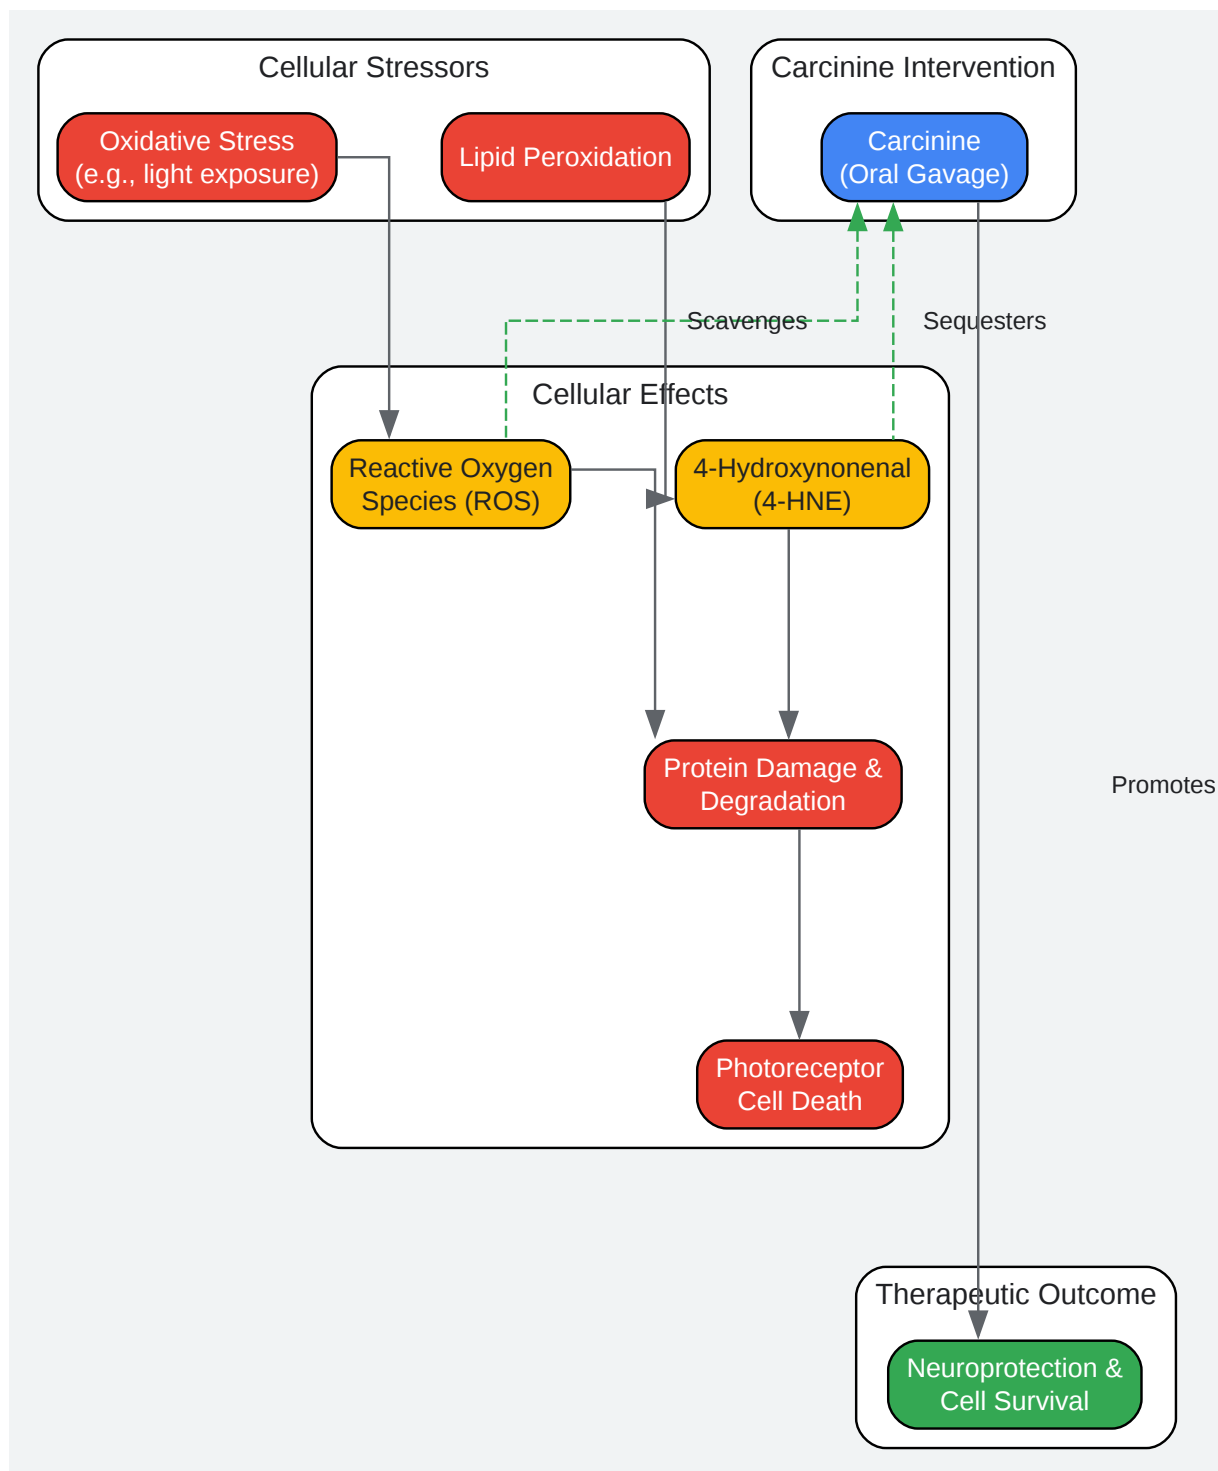 Cellular Stressors
Carcinine Intervention
Oxidative Stress
(e.g., light exposure)
Lipid Peroxidation
Carcinine
(Oral Gavage)
Scavenges
Sequesters
Cellular Effects
Reactive Oxygen
Species (ROS)
4-Hydroxynonenal
(4-HNE)
Protein Damage &
Degradation
Promotes
Photoreceptor
Cell Death
Therapeutic Outcome
Neuroprotection &
Cell Survival